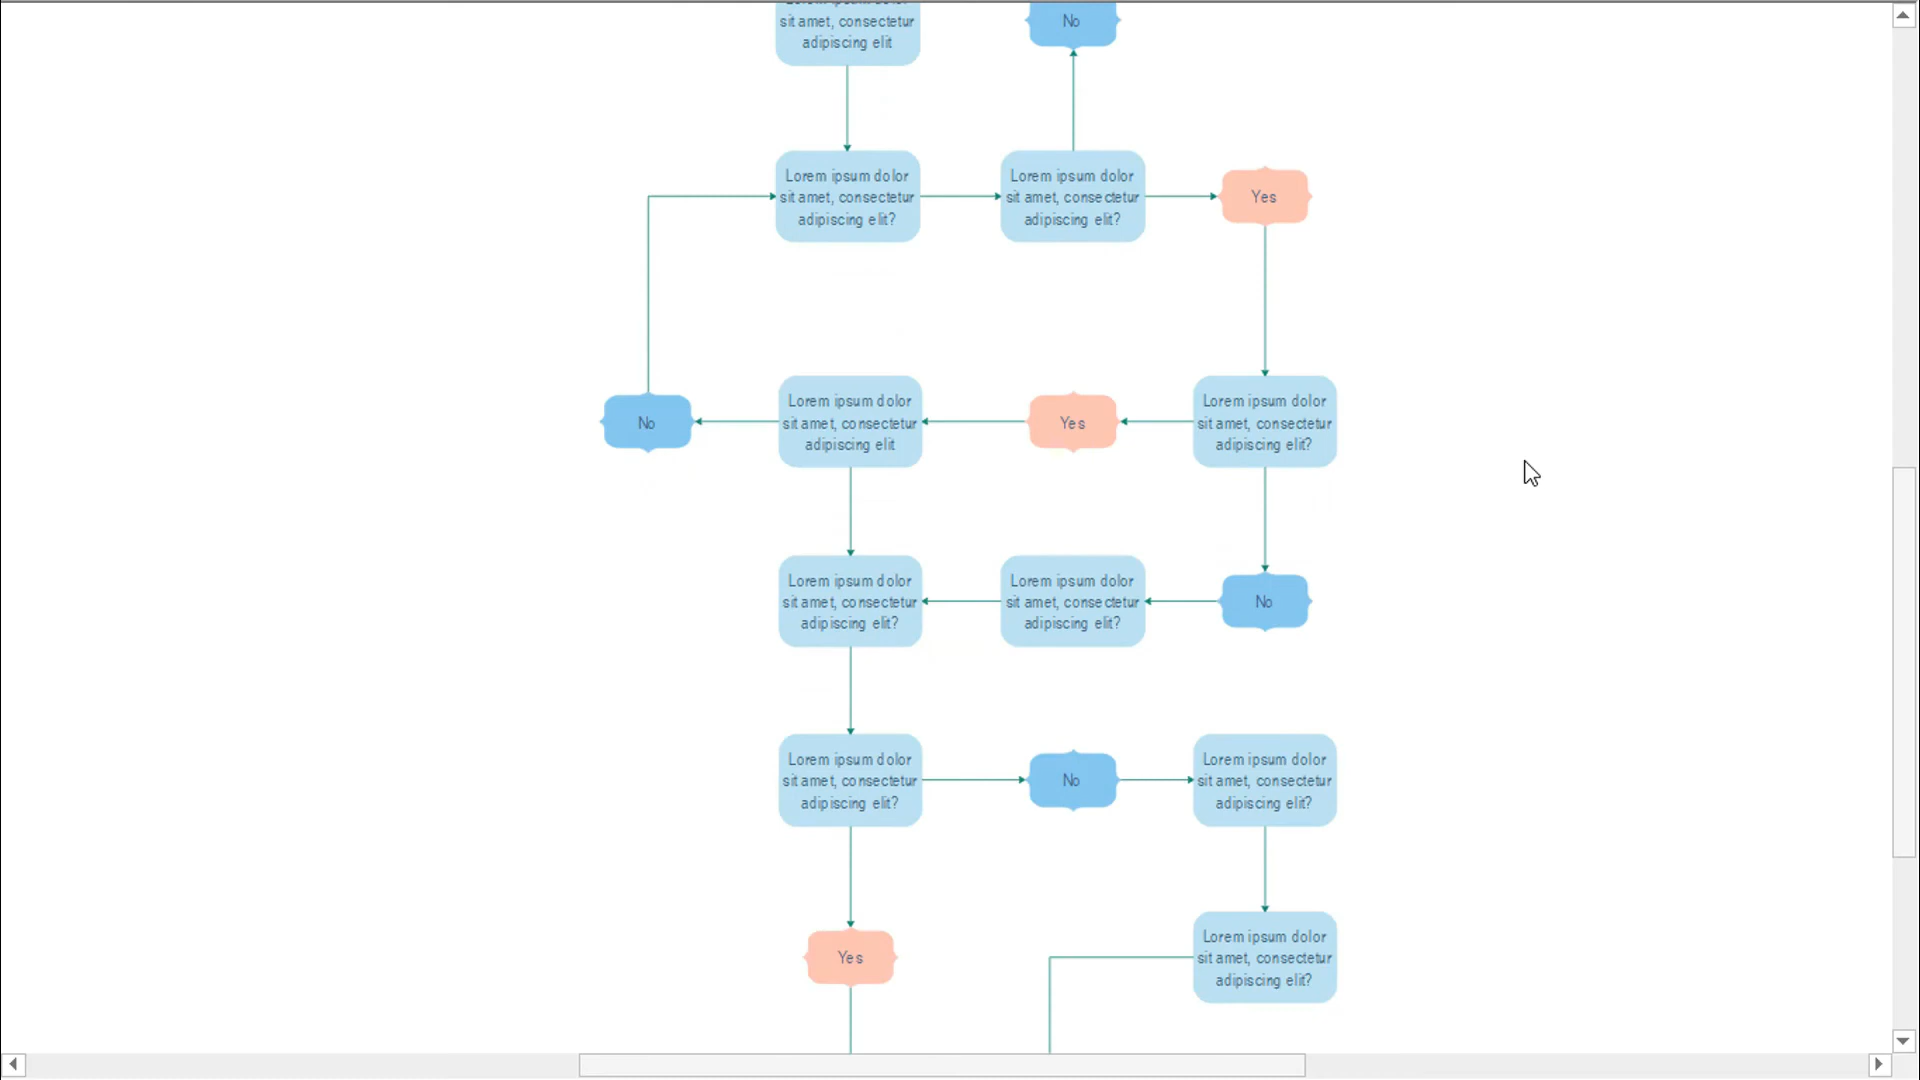 sit amet, consectetur
adipiscing elit
No
Lorem ipsum dolor
sit amet, consectetur
adipiscing elit?
Lorem ipsum dolor
sit amet, consectetur
adipiscing elit?
Yes
No
Lorem ipsum dolor
sit amet, consectetur
adipiscing elit
Yes
Lorem ipsum dolor
sit amet, consectetur
adipiscing elit?
Lorem ipsum dolor
sit amet, consectetur
adipiscing elit?
Lorem ipsum dolor
sit amet, consectetur
adipiscing elit?
No
Lorem ipsum dolor
sit amet, consectetur
adipiscing elit?
No
Lorem ipsum dolor
sit amet, consectetur
adipiscing elit?
Yes
Lorem ipsum dolor
sit amet, consectetur
adipiscing elit?